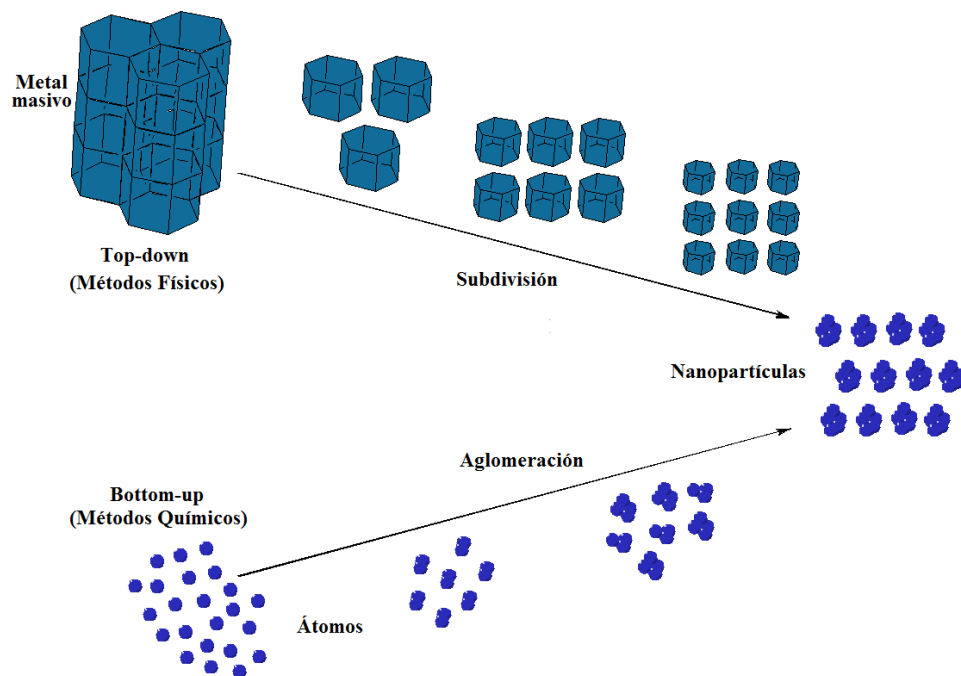 Metal
masivo
Top-down
(Métodos Físicos)
Subdivisión
Nanopartículas
Aglomeración
Bottom-up
(Métodos Químicos)
Átomos